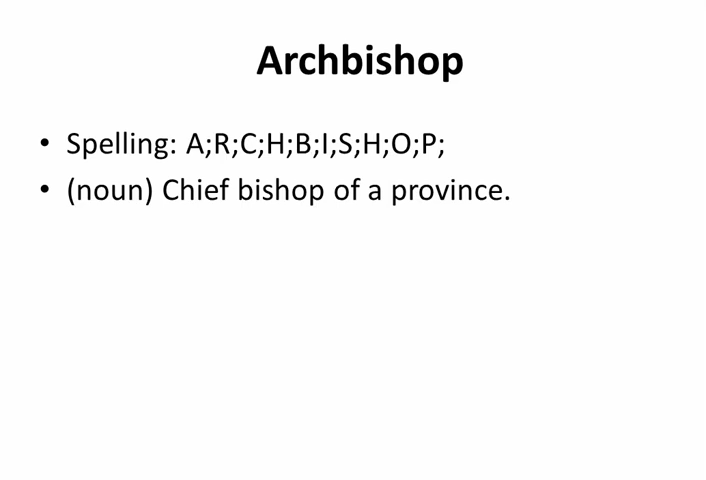 Archbishop
• Spelling: A;R;C;H;B;I;S;H;O;P;
• (noun) Chief bishop of a province.